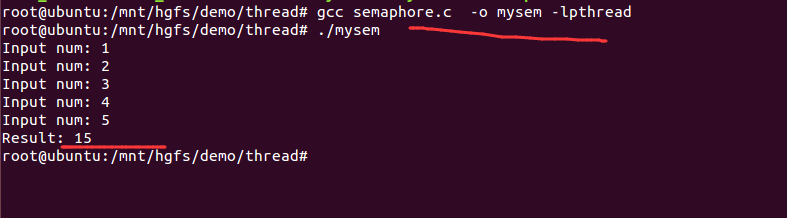 root@ubuntu:/mnt/hgfs/demo/thread# gcc semaphore.c  -o mysem -lpthread
root@ubuntu:/mnt/hgfs/demo/thread# ./mysem
Input num: 1
Input num: 2
Input num: 3
Input num: 4
Input num: 5
Result: 15
root@ubuntu:/mnt/hgfs/demo/thread#